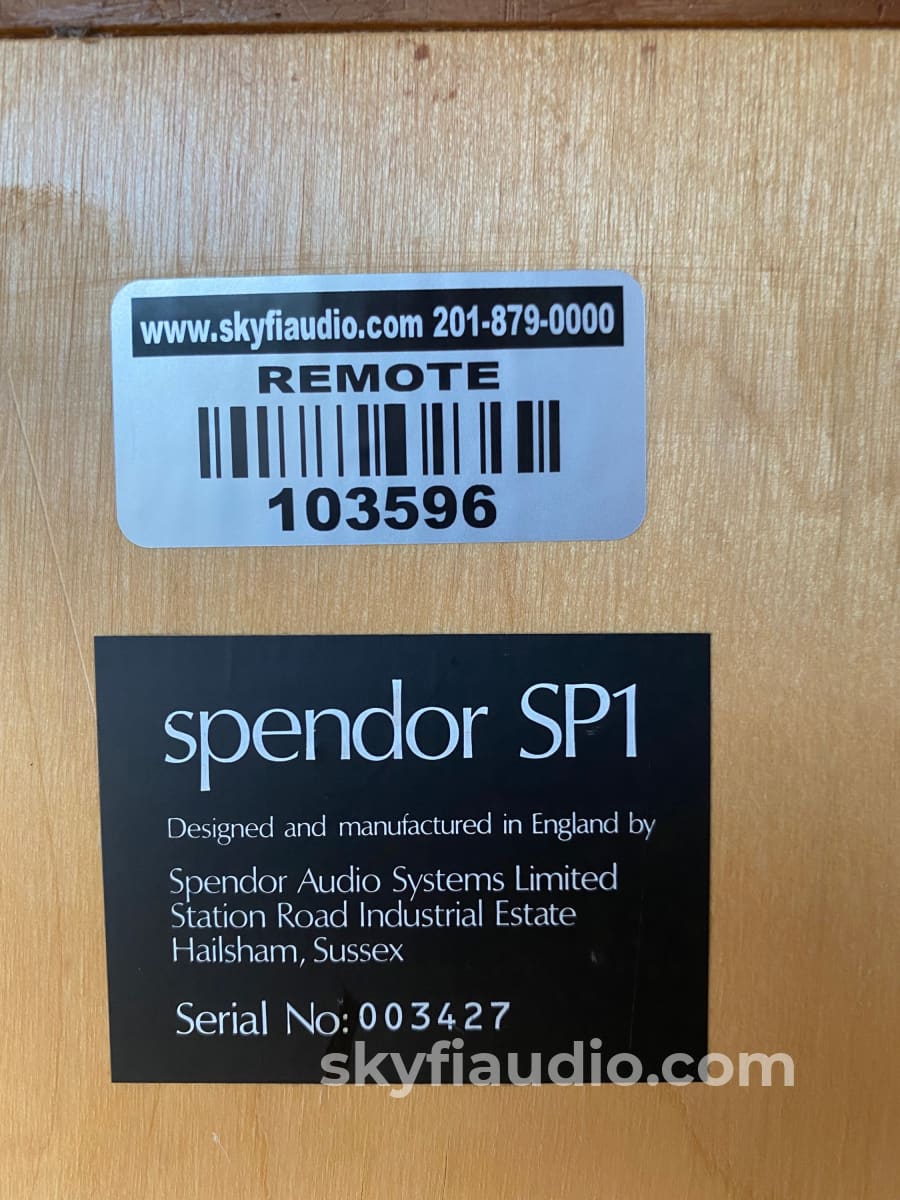 www.skyfiaudio.com 201-879-0000
REMOTE
103596
spendor SP1
Designed and manufactured in England by
Spendor Audio Systems Limited
Station Road Industrial Estate
Hailsham, Sussex
Serial No: 003427
skyfiaudio.com